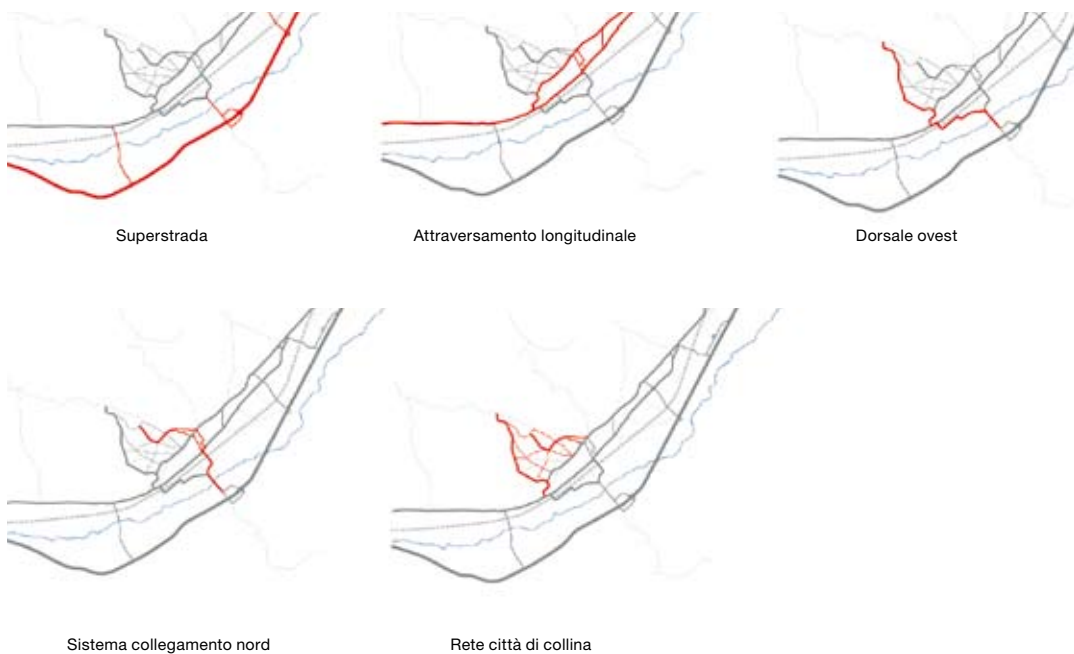 Superstrada
Attraversamento longitudinale
Dorsale ovest
Sistema collegamento nord
Rete città di collina